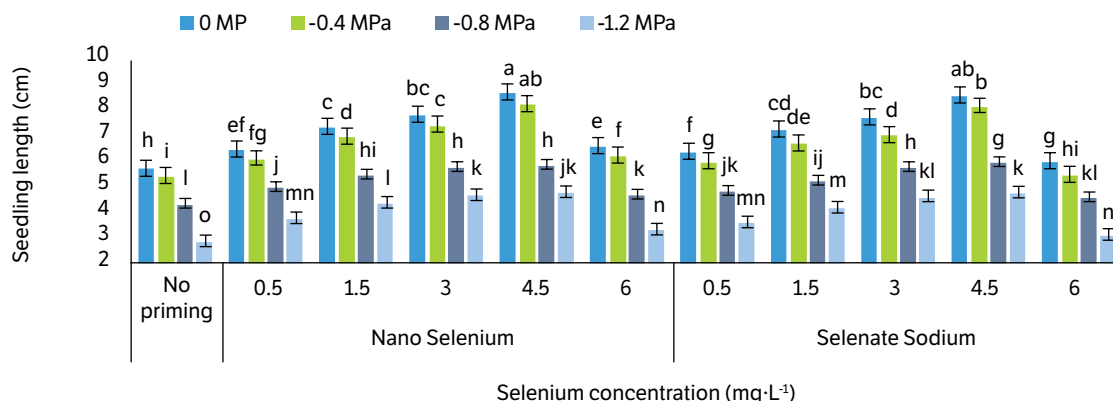 0 MP -0.4 MPa -0.8 MPa -1.2 MPa
Seedling length (cm)
10
9
8
7
6
5
4
3
2
h i l o
ef fg j mn
c d hi l
bc c h k
a ab h jk
e f k n
f g jk mn
cd de ij m
bc d h kl
ab b g k
g hi kl n
No priming 0.5 1.5 3 4.5 6 0.5 1.5 3 4.5 6
Nano Selenium Selenate Sodium
Selenium concentration (mg·L⁻¹)